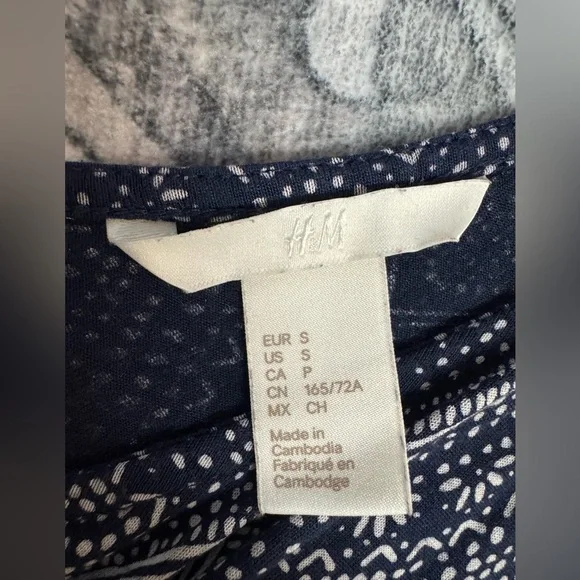 H&M
EUR S
US S
CA P
CN 165/72A
MX CH
Made in
Cambodia
Fabriqué en
Cambodge